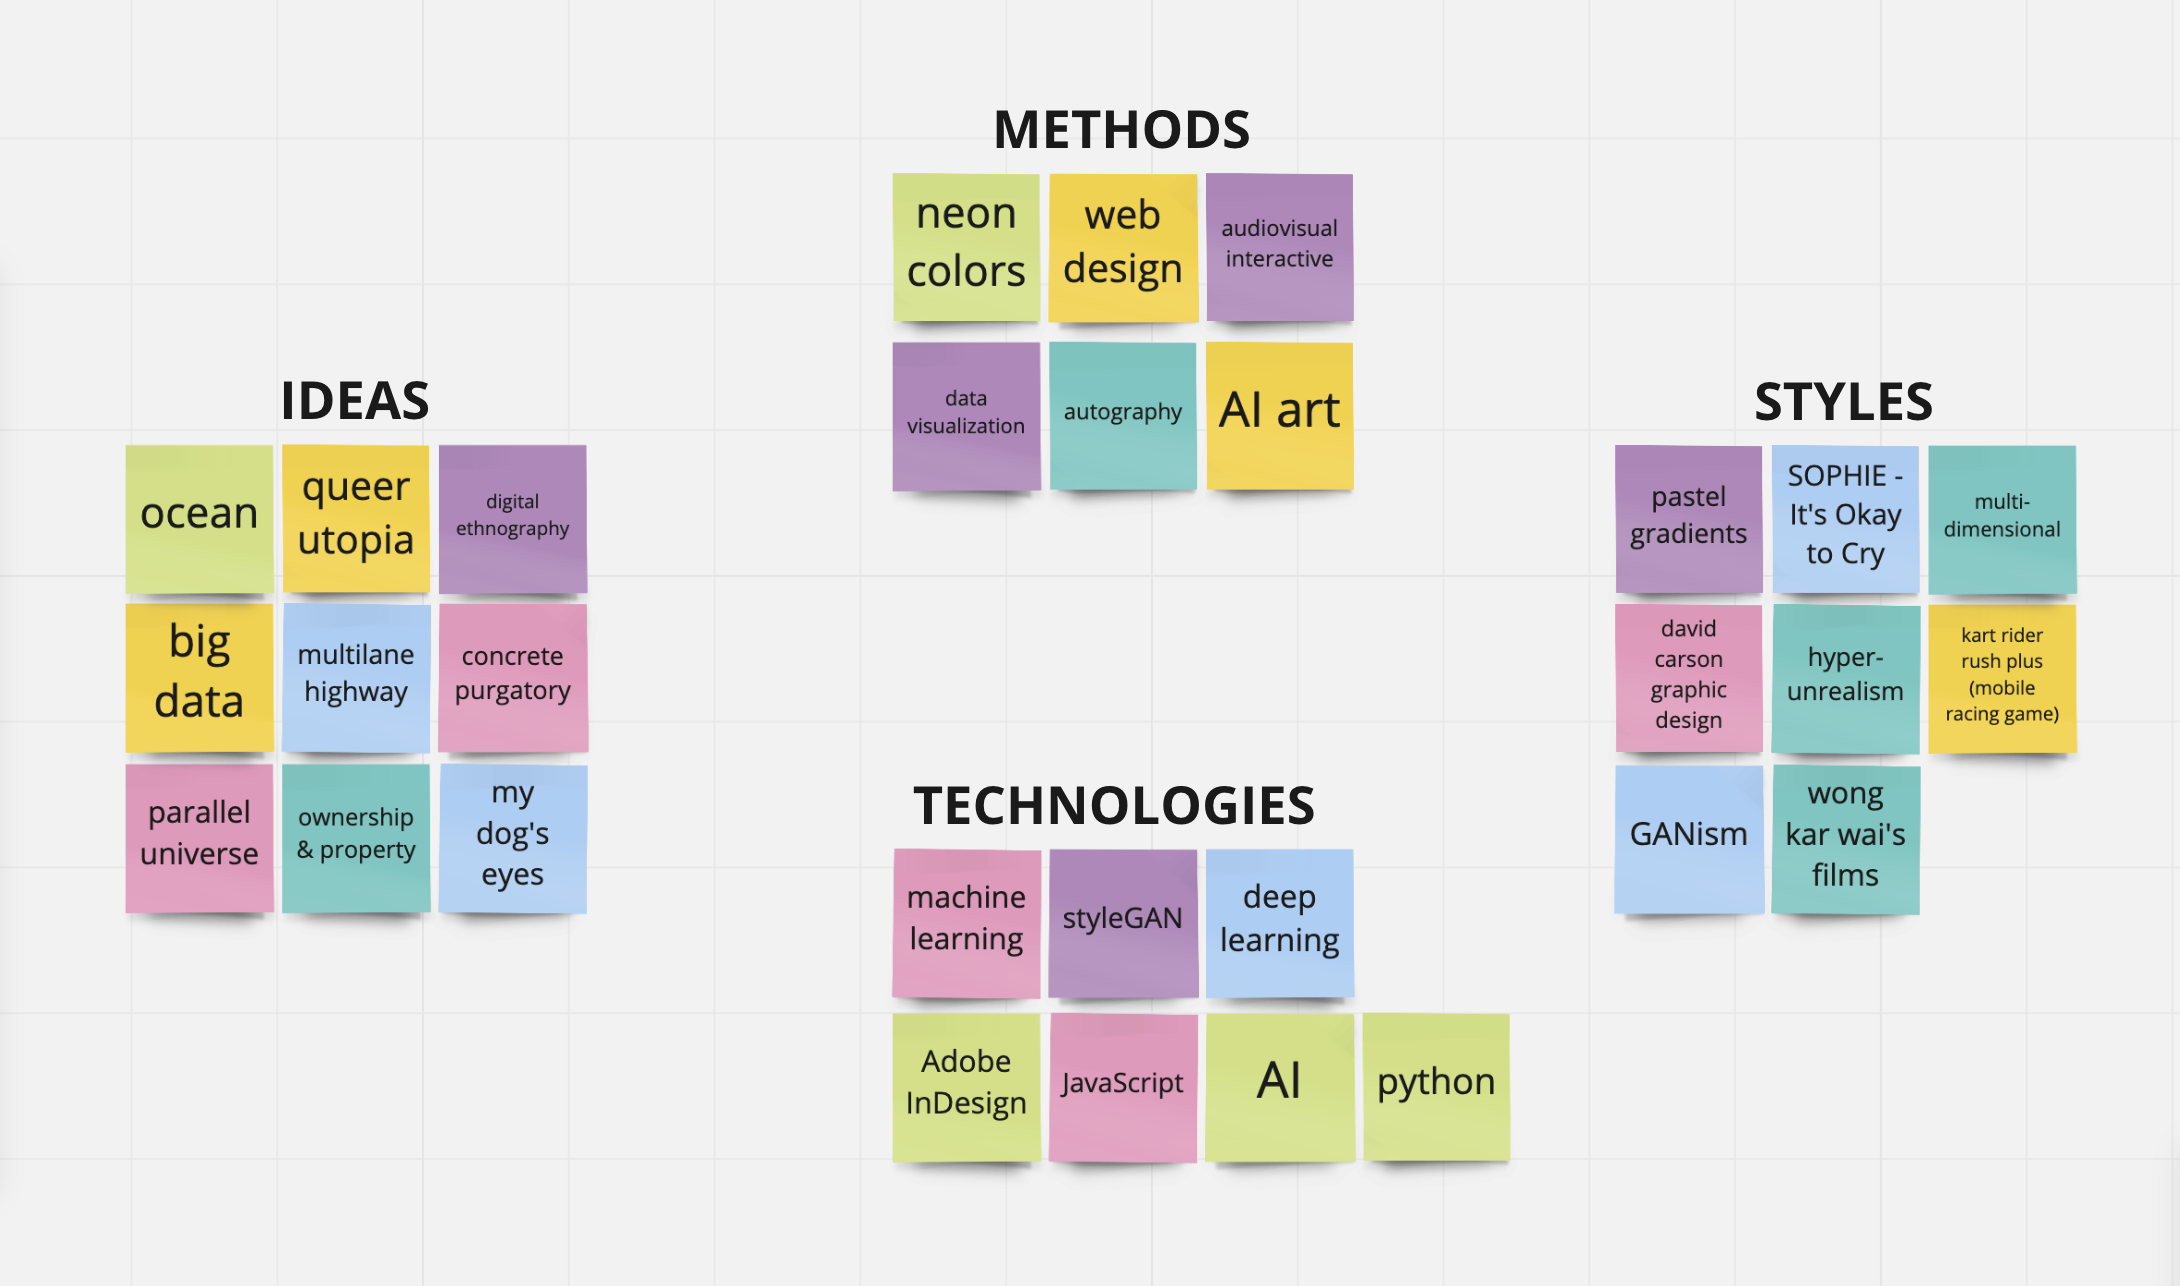 METHODS
neon
colors
web
design
audiovisual
interactive
data
visualization
autography
AI art
IDEAS
ocean
queer
utopia
digital
ethnography
big
data
multilane
highway
concrete
purgatory
parallel
universe
ownership
& property
my
dog's
eyes
STYLES
pastel
gradients
SOPHIE -
It's Okay
to Cry
multi-
dimensional
david
carson
graphic
design
hyper-
unrealism
kart rider
rush plus
(mobile
racing game)
GANism
wong
kar wai's
films
TECHNOLOGIES
machine
learning
styleGAN
deep
learning
Adobe
InDesign
JavaScript
AI
python